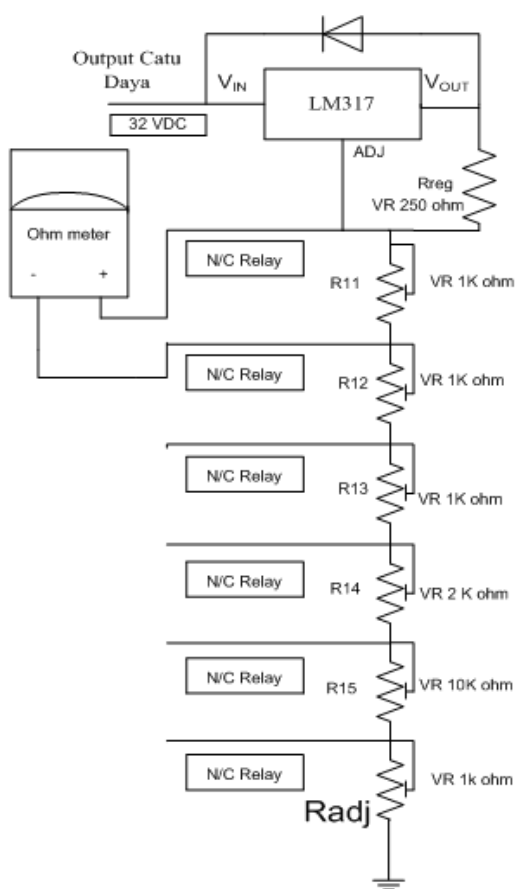 Output Catu
Daya
V_IN
V_OUT
LM317
32 VDC
ADJ
Rreg
VR 250 ohm
Ohm meter
- +
N/C Relay
R11
VR 1K ohm
N/C Relay
R12
VR 1K ohm
N/C Relay
R13
VR 1K ohm
N/C Relay
R14
VR 2 K ohm
N/C Relay
R15
VR 10K ohm
N/C Relay
VR 1k ohm
Radj